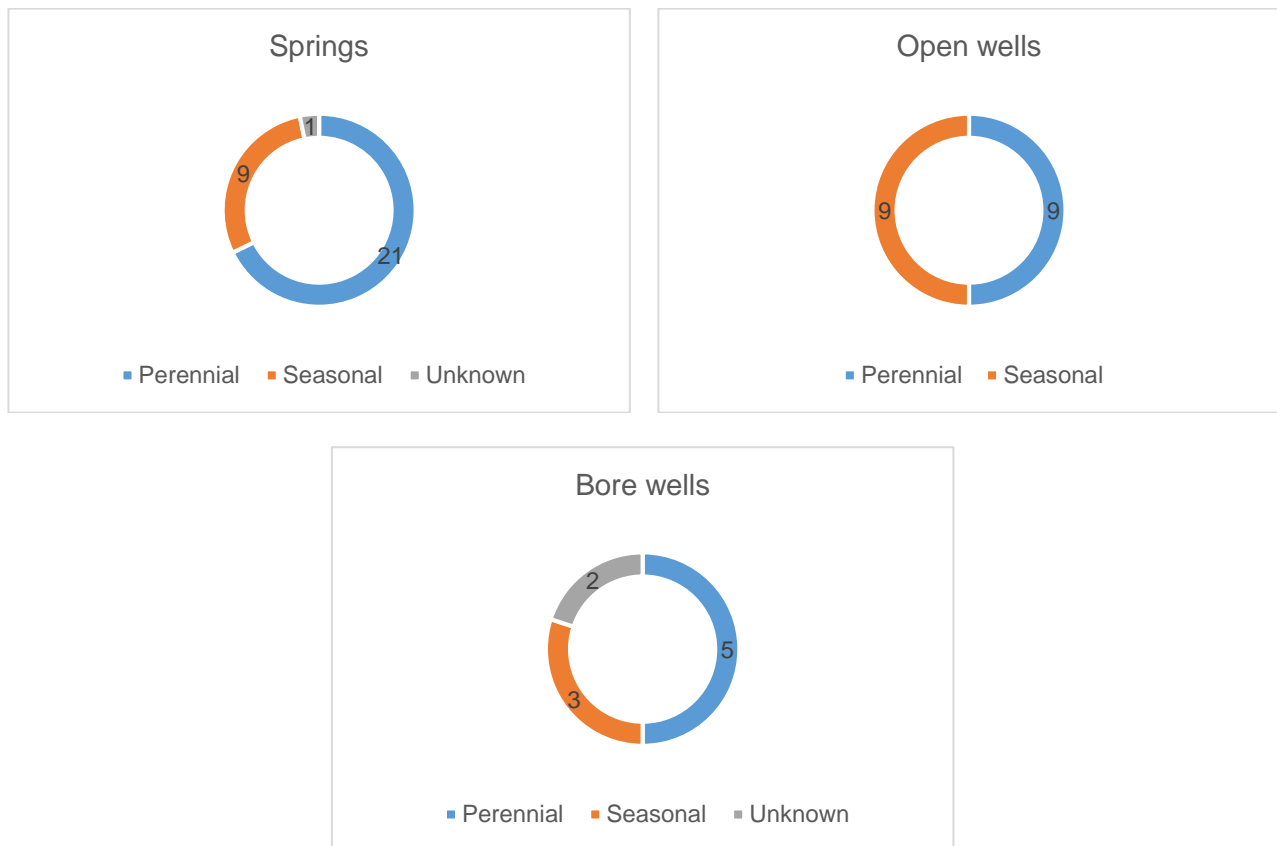 Springs
1
9
21
Perennial Seasonal Unknown
Open wells
9 9
Perennial Seasonal
Bore wells
2
5
3
Perennial Seasonal Unknown